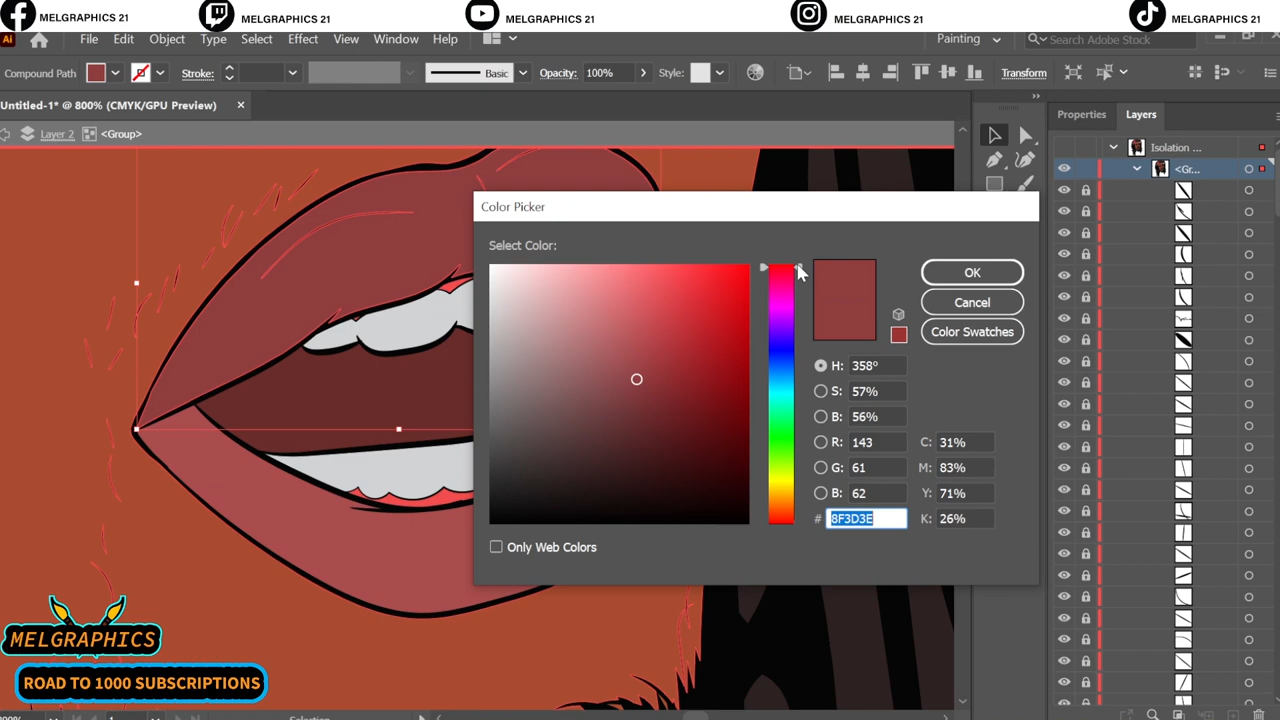 MELGRAPHICS 21 MELGRAPHICS 21 MELGRAPHICS 21 MELGRAPHICS 21 MELGRAPHICS 21
Ai File Edit Object Type Select Effect View Window Help Painting Search Adobe Stock
Compound Path Stroke: Basic Opacity: 100% Style: Transform
Untitled-1* @ 800% (CMYK/GPU Preview)
Layer 2 <Group>
Properties Layers
Isolation ...
<Gr...
Color Picker
Select Color:
OK
Cancel
Color Swatches
H: 358°
S: 57%
B: 56%
R: 143 C: 31%
G: 61 M: 83%
B: 62 Y: 71%
# 8F3D3E K: 26%
Only Web Colors
MELGRAPHICS
ROAD TO 1000 SUBSCRIPTIONS
Selection